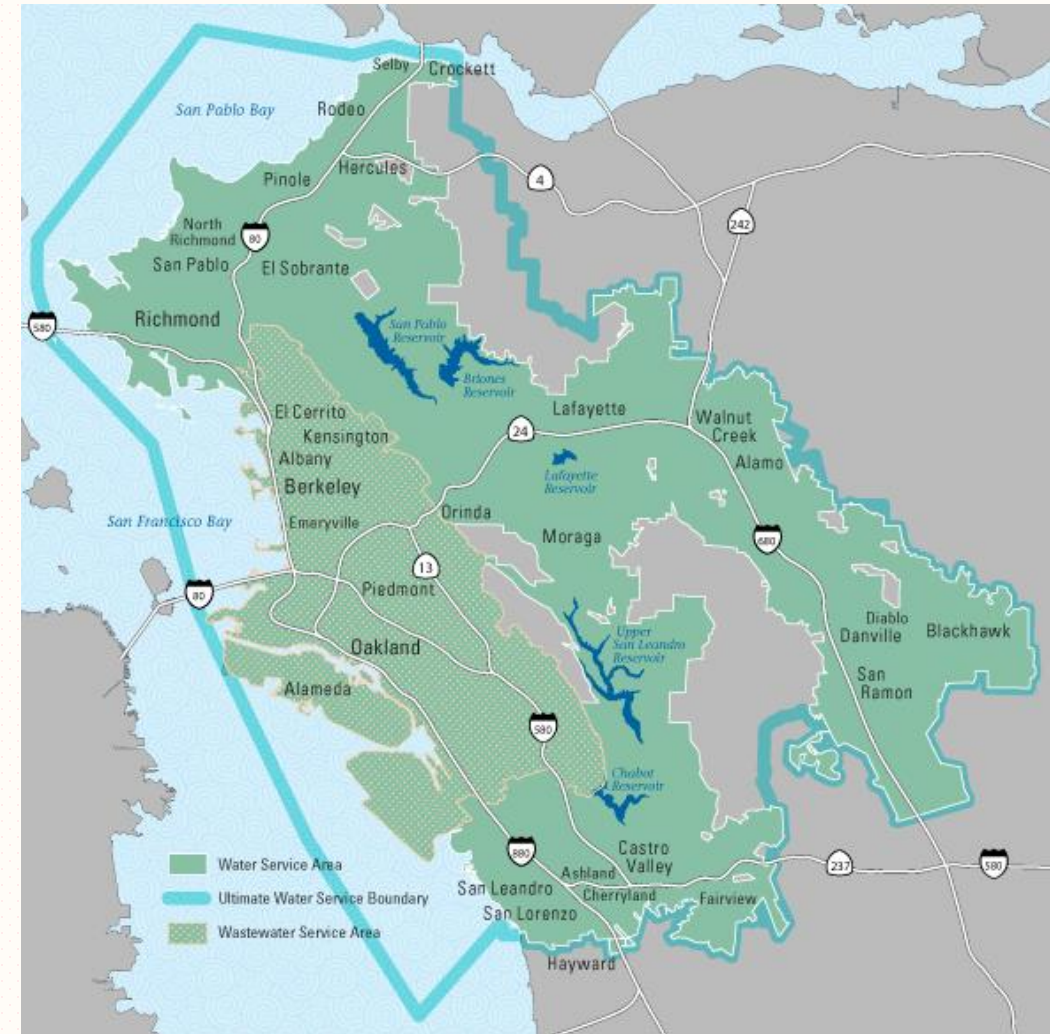 Selby
Crockett
San Pablo Bay
Rodeo
Hercules
Pinole
4
North
Richmond
80
242
San Pablo
El Sobrante
Richmond
580
San Pablo
Reservoir
Briones
Reservoir
El Cerrito
Lafayette
Walnut
Creek
24
Kensington
Albany
Alamo
Berkeley
Lafayette
Reservoir
San Francisco Bay
Emeryville
Orinda
Moraga
680
13
80
Piedmont
Diablo
Danville
Blackhawk
Oakland
Upper
San Leandro
Reservoir
San
Ramon
Alameda
580
Chabot
Reservoir
880
Castro
Valley
237
580
Water Service Area
Ashland
San Leandro
Cherryland
Fairview
Ultimate Water Service Boundary
San Lorenzo
Wastewater Service Area
Hayward